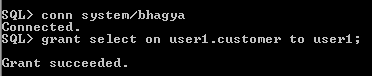 SQL> conn system/bhagya
Connected.
SQL> grant select on user1.customer to user1;
Grant succeeded.